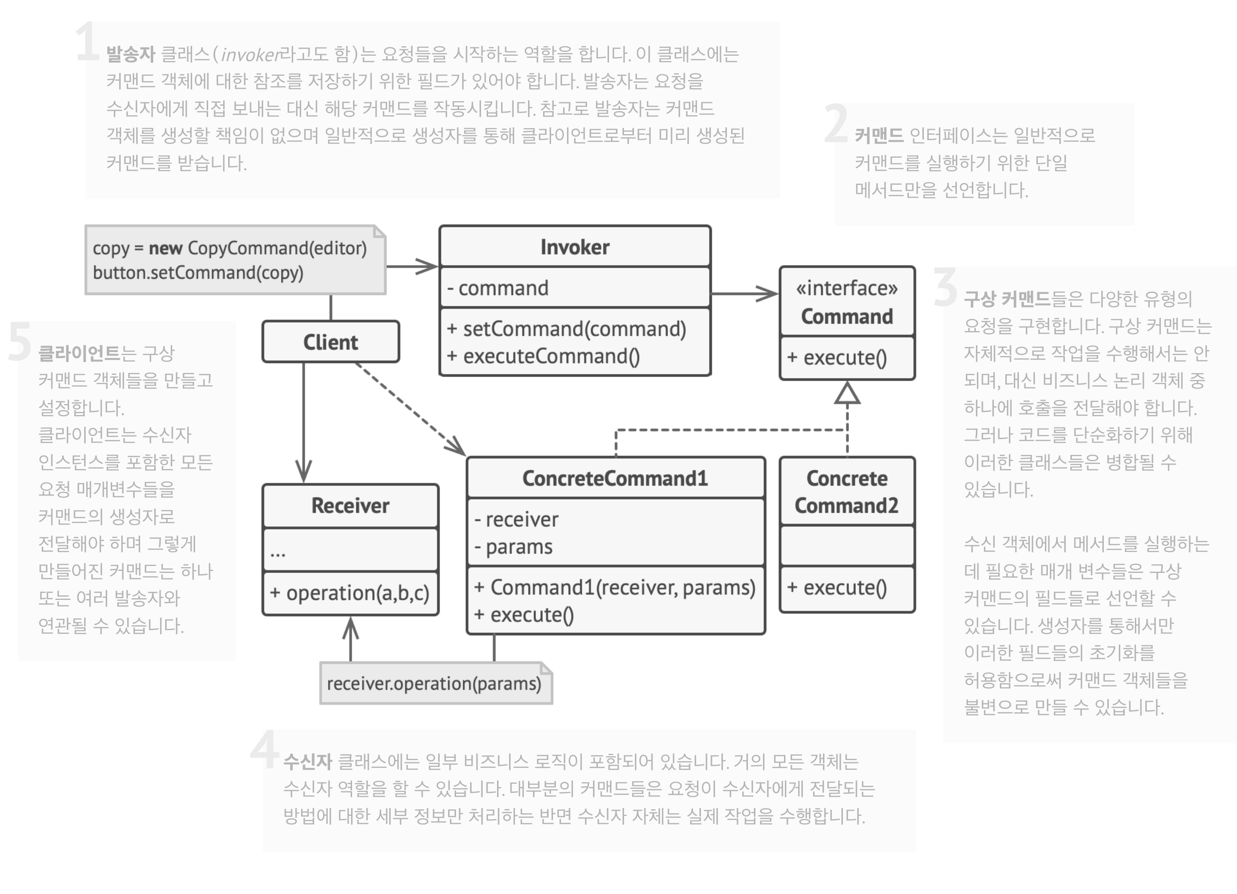 1
발송자 클래스(invoker라고도 함)는 요청들을 시작하는 역할을 합니다. 이 클래스에는
커맨드 객체에 대한 참조를 저장하기 위한 필드가 있어야 합니다. 발송자는 요청을
수신자에게 직접 보내는 대신 해당 커맨드를 작동시킵니다. 참고로 발송자는 커맨드
객체를 생성할 책임이 없으며 일반적으로 생성자를 통해 클라이언트로부터 미리 생성된
커맨드를 받습니다.
2
커맨드 인터페이스는 일반적으로
커맨드를 실행하기 위한 단일
메서드만을 선언합니다.
copy = new CopyCommand(editor)
button.setCommand(copy)
Client
Invoker
- command
+ setCommand(command)
+ executeCommand()
«interface»
Command
+ execute()
3
구상 커맨드들은 다양한 유형의
요청을 구현합니다. 구상 커맨드는
자체적으로 작업을 수행해서는 안
되며, 대신 비즈니스 논리 객체 중
하나에 호출을 전달해야 합니다.
그러나 코드를 단순화하기 위해
이러한 클래스들은 병합될 수
있습니다.
수신 객체에서 메서드를 실행하는
데 필요한 매개 변수들은 구상
커맨드의 필드들로 선언할 수
있습니다. 생성자를 통해서만
이러한 필드들의 초기화를
허용함으로써 커맨드 객체들을
불변으로 만들 수 있습니다.
5
클라이언트는 구상
커맨드 객체들을 만들고
설정합니다.
클라이언트는 수신자
인스턴스를 포함한 모든
요청 매개변수들을
커맨드의 생성자로
전달해야 하며 그렇게
만들어진 커맨드는 하나
또는 여러 발송자와
연관될 수 있습니다.
Receiver
...
+ operation(a,b,c)
ConcreteCommand1
- receiver
- params
+ Command1(receiver, params)
+ execute()
Concrete
Command2
+ execute()
receiver.operation(params)
4
수신자 클래스에는 일부 비즈니스 로직이 포함되어 있습니다. 거의 모든 객체는
수신자 역할을 할 수 있습니다. 대부분의 커맨드들은 요청이 수신자에게 전달되는
방법에 대한 세부 정보만 처리하는 반면 수신자 자체는 실제 작업을 수행합니다.